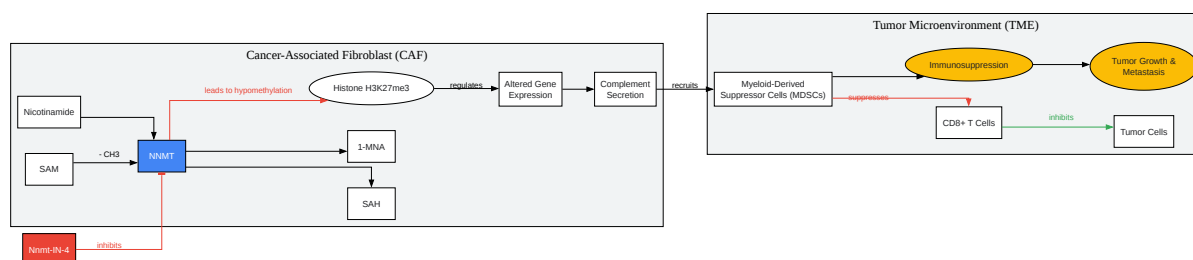 Tumor Microenvironment (TME)
Cancer-Associated Fibroblast (CAF)
Immunosuppression
Tumor Growth &
Metastasis
leads to hypomethylation
Histone H3K27me3
regulates
Altered Gene
Expression
Complement
Secretion
recruits
Myeloid-Derived
Suppressor Cells (MDSCs)
suppresses
CD8+ T Cells
inhibits
Tumor Cells
Nicotinamide
- CH3
NNMT
1-MNA
SAM
SAH
Nnmt-IN-4
inhibits